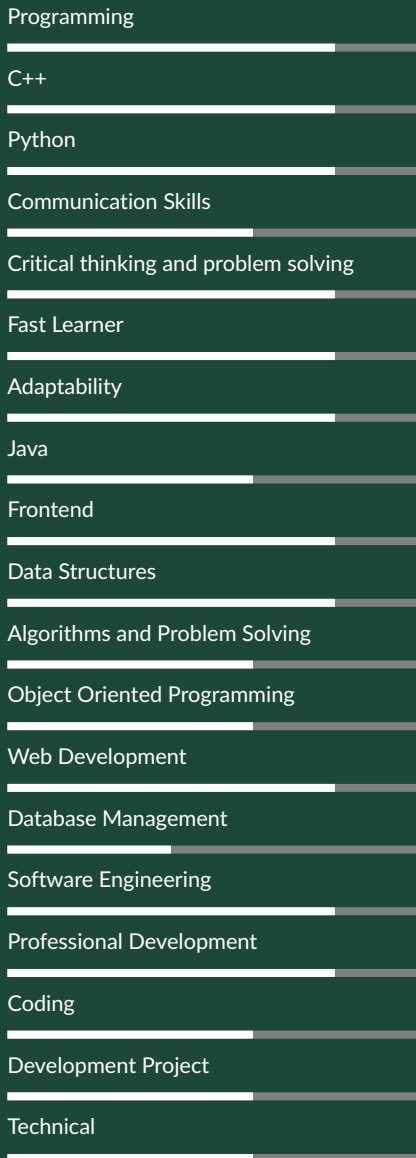 Programming
C++
Python
Communication Skills
Critical thinking and problem solving
Fast Learner
Adaptability
Java
Frontend
Data Structures
Algorithms and Problem Solving
Object Oriented Programming
Web Development
Database Management
Software Engineering
Professional Development
Coding
Development Project
Technical